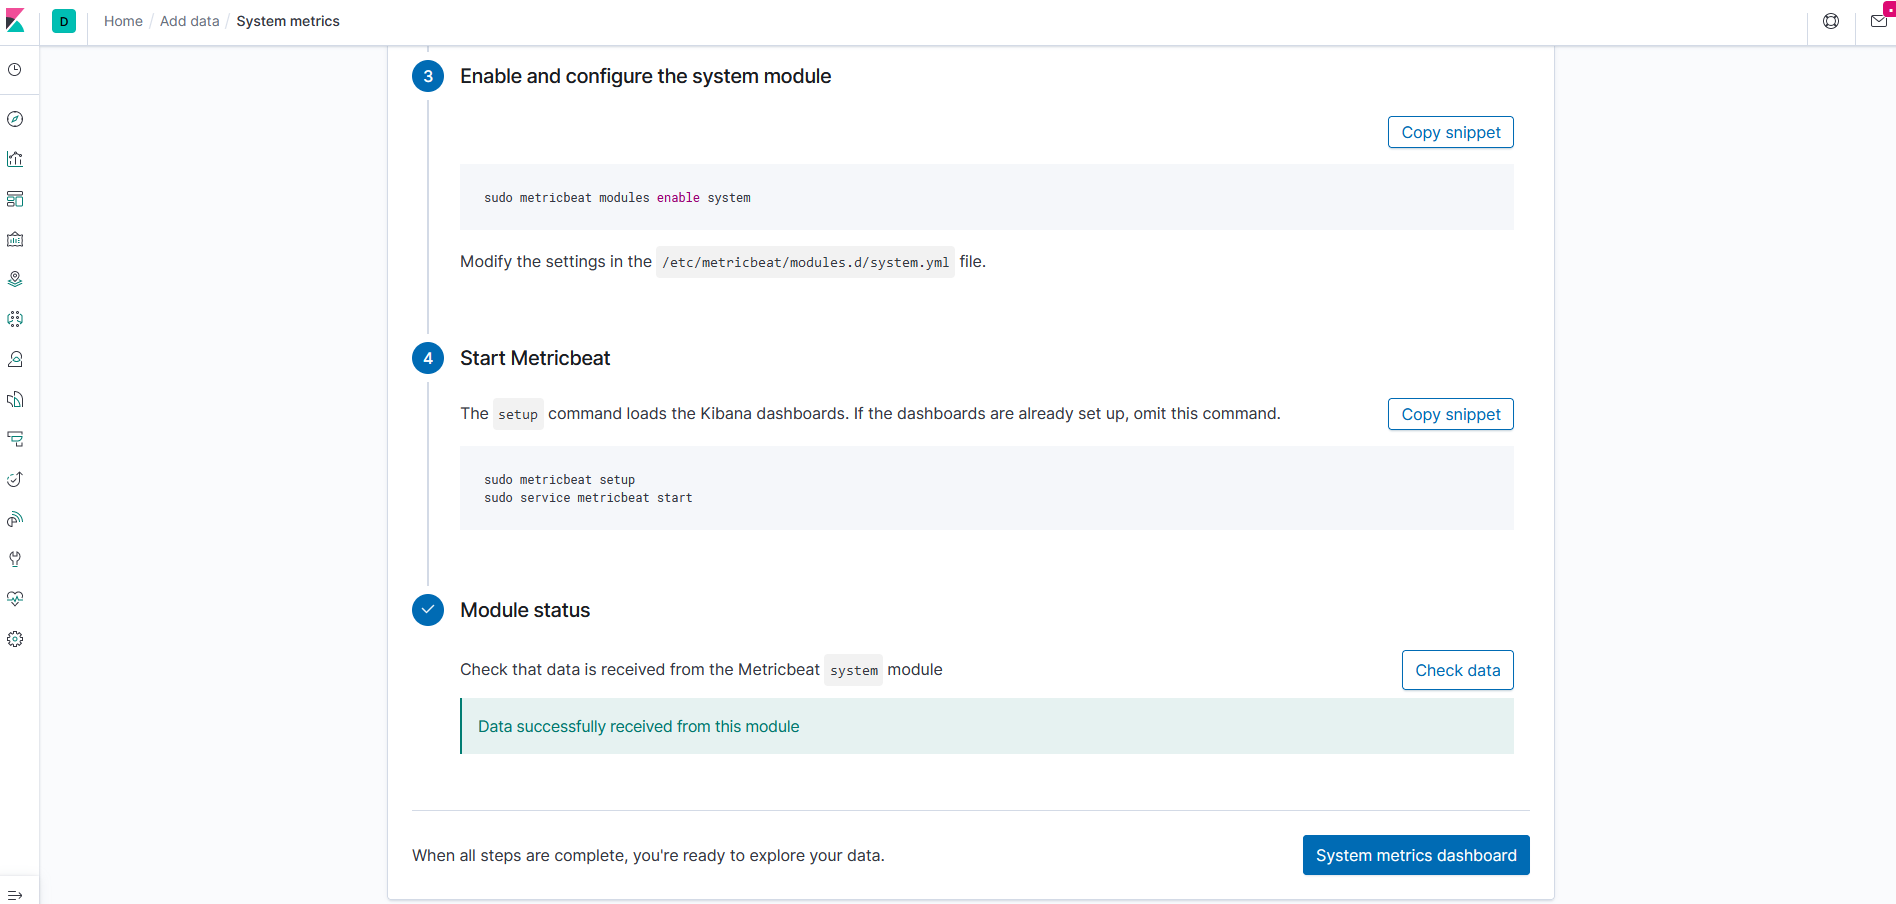 D Home / Add data / System metrics
3 Enable and configure the system module
Copy snippet
sudo metricbeat modules enable system
Modify the settings in the /etc/metricbeat/modules.d/system.yml file.
4 Start Metricbeat
The setup command loads the Kibana dashboards. If the dashboards are already set up, omit this command.
Copy snippet
sudo metricbeat setup
sudo service metricbeat start
Module status
Check that data is received from the Metricbeat system module
Check data
Data successfully received from this module
When all steps are complete, you're ready to explore your data.
System metrics dashboard